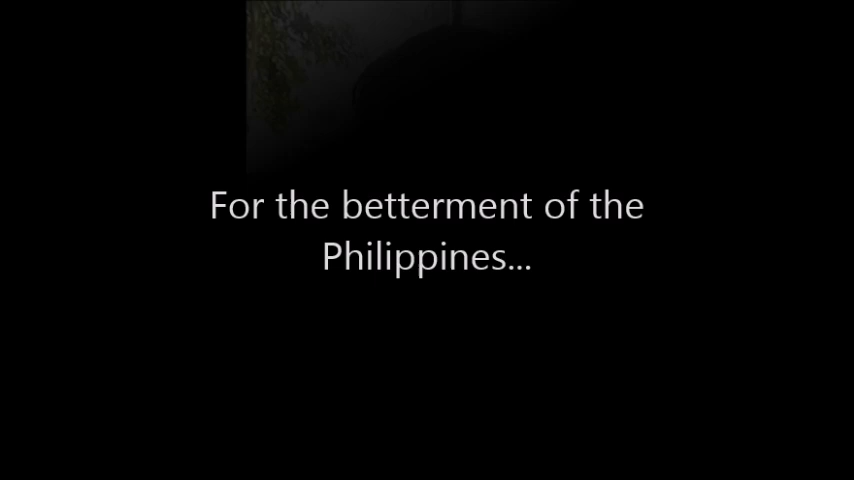 For the betterment of the
Philippines...